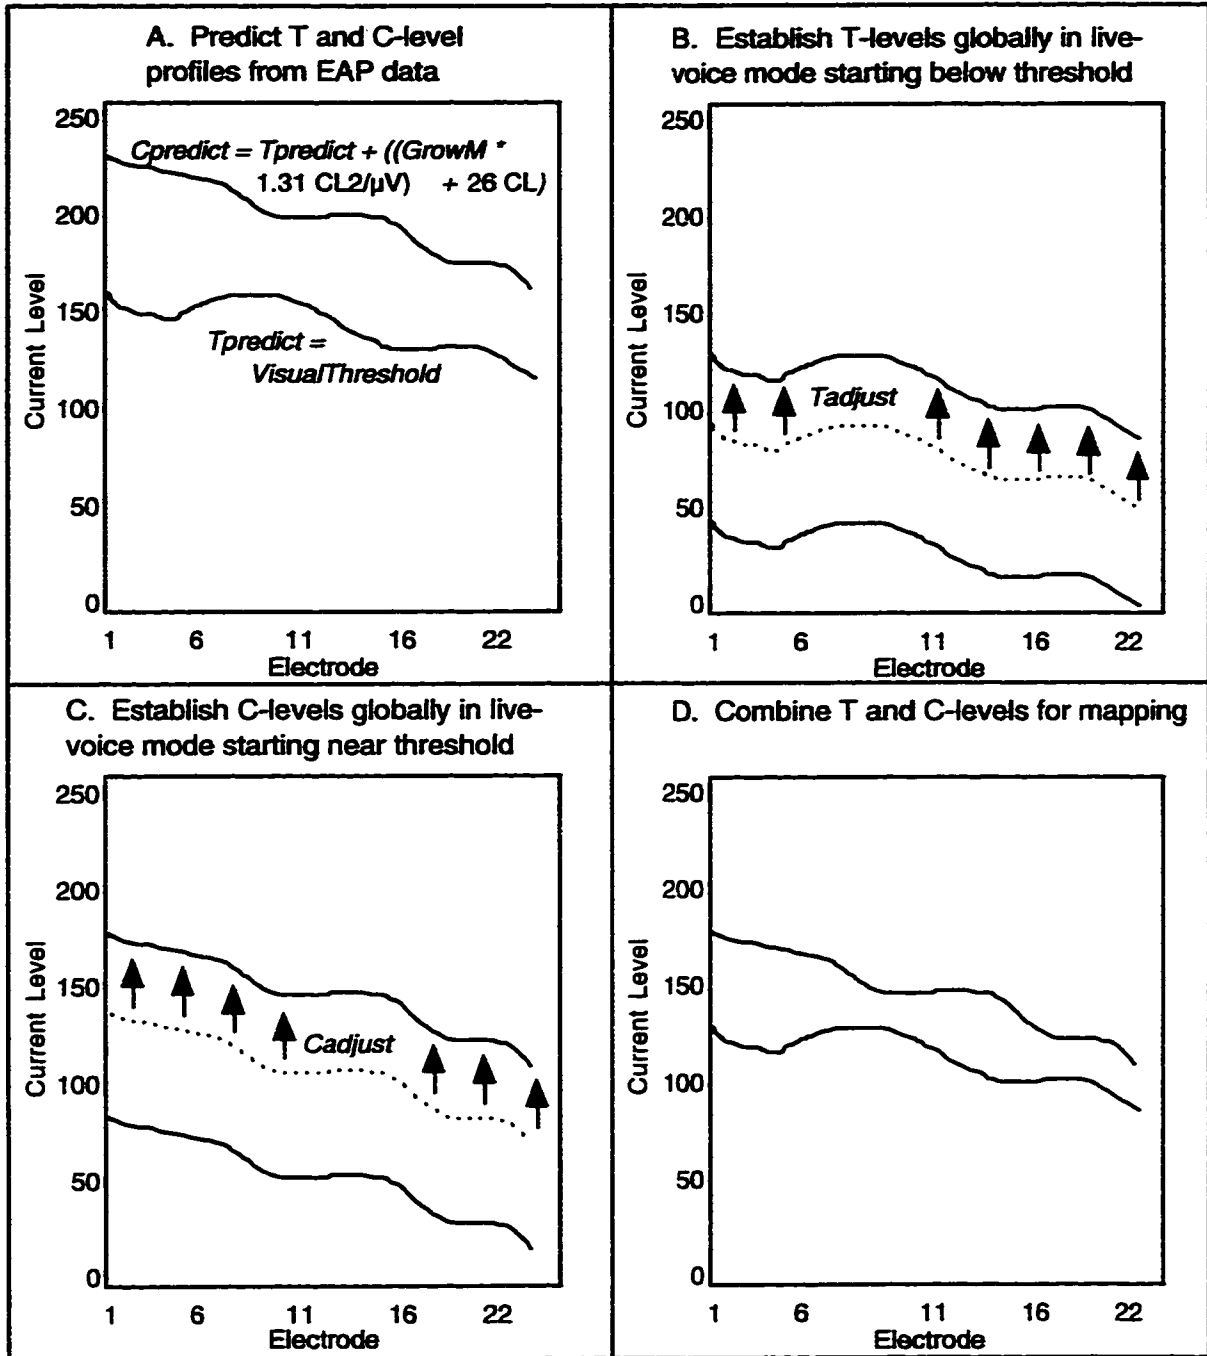 A. Predict T and C-level
profiles from EAP data
250
200
150
100
50
0
Current Level
Cpredict = Tpredict + ((GrowM *
1.31 CL2/µV) + 26 CL)
Tpredict =
VisualThreshold
1 6 11 16 22
Electrode
B. Establish T-levels globally in live-
voice mode starting below threshold
250
200
150
100
50
0
Current Level
Tadjust
1 6 11 16 22
Electrode
C. Establish C-levels globally in live-
voice mode starting near threshold
250
200
150
100
50
0
Current Level
Cadjust
1 6 11 16 22
Electrode
D. Combine T and C-levels for mapping
250
200
150
100
50
0
Current Level
1 6 11 16 22
Electrode